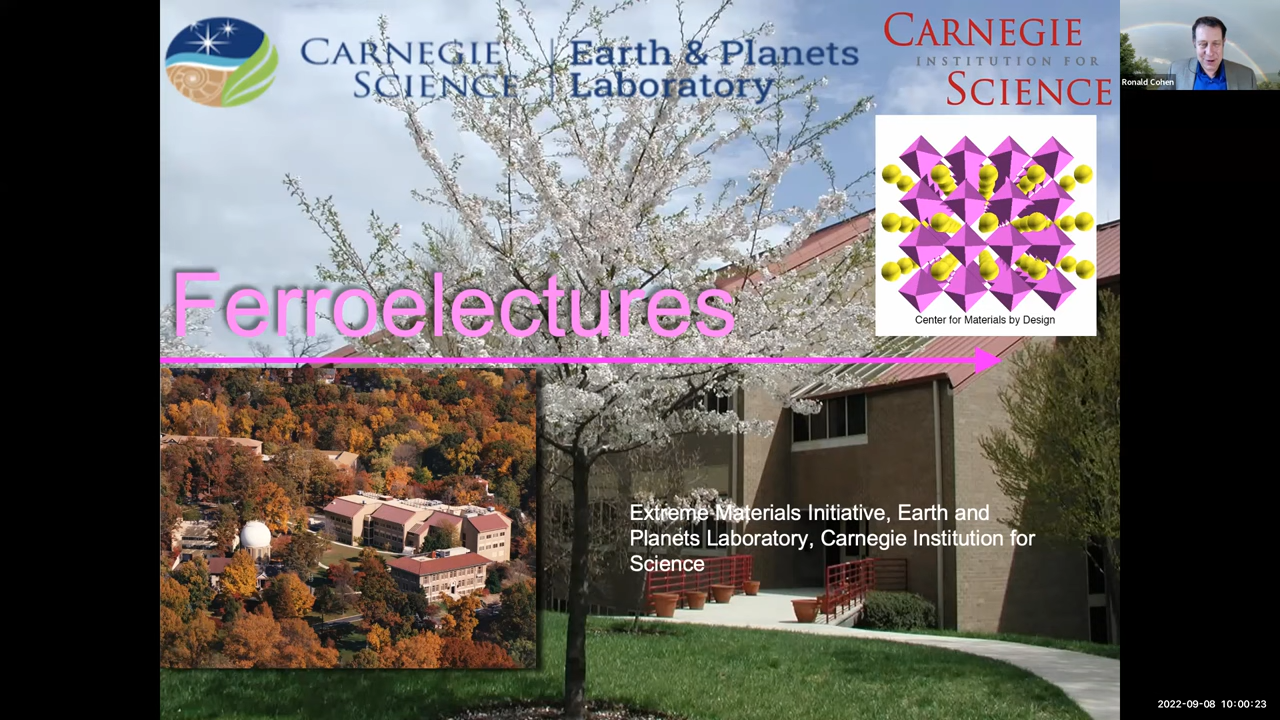 CARNEGIE
SCIENCE
Earth & Planets
Laboratory
CARNEGIE
INSTITUTION FOR
SCIENCE
Ronald Cohen
Center for Materials by Design
Ferroelectures
Extreme Materials Initiative, Earth and
Planets Laboratory, Carnegie Institution for
Science
2022-09-08 10:00:23